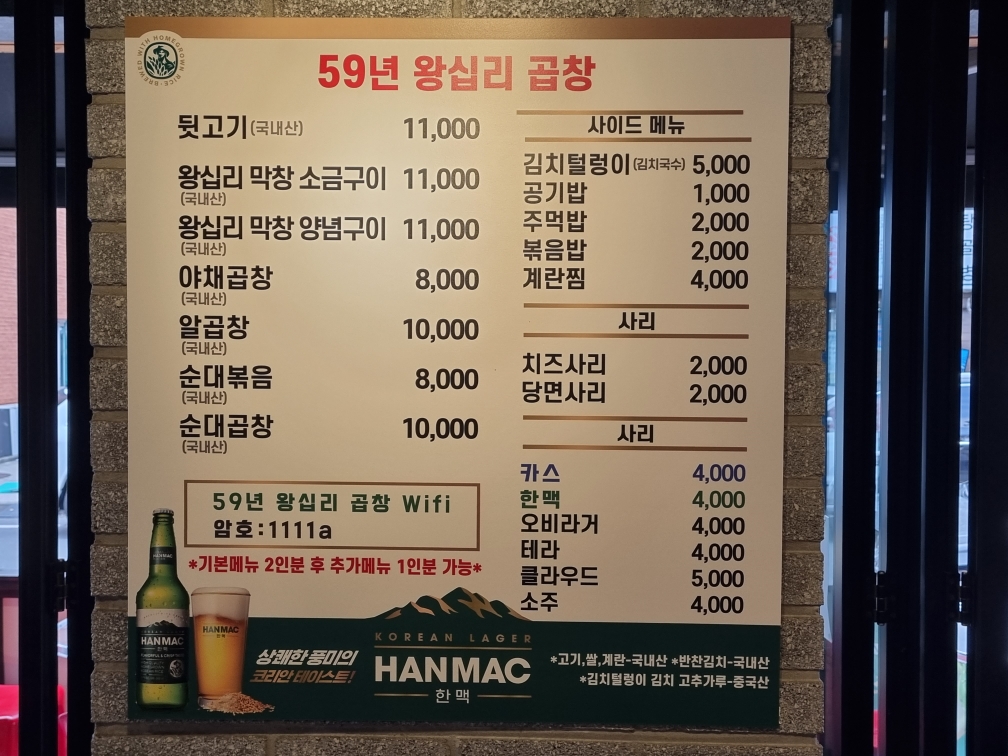 BREWED WITH HOMEGROWN RICE
59년 왕십리 곱창
뒷고기(국내산) 11,000
왕십리 막창 소금구이 11,000
(국내산)
왕십리 막창 양념구이 11,000
(국내산)
야채곱창 8,000
(국내산)
알곱창 10,000
(국내산)
순대볶음 8,000
(국내산)
순대곱창 10,000
(국내산)
59년 왕십리 곱창 Wifi
암호:1111a
*기본메뉴 2인분 후 추가메뉴 1인분 가능*
사이드 메뉴
김치털렁이(김치국수) 5,000
공기밥 1,000
주먹밥 2,000
볶음밥 2,000
계란찜 4,000
사리
치즈사리 2,000
당면사리 2,000
사리
카스 4,000
한맥 4,000
오비라거 4,000
테라 4,000
클라우드 5,000
소주 4,000
HANMAC
HANMAC
한맥
HANMAC
상쾌한 풍미의
코리안 테이스트!
KOREAN LAGER
HANMAC
한맥
*고기,쌀,계란-국내산 *반찬김치-국내산
*김치털렁이 김치 고추가루-중국산